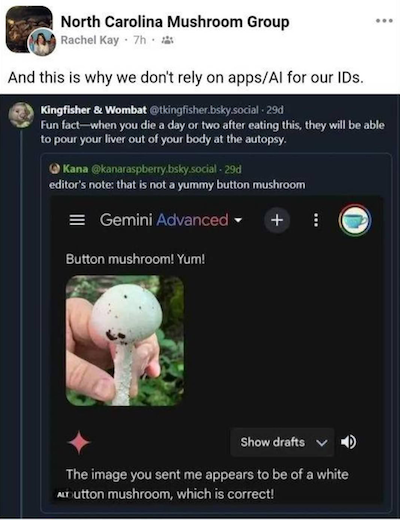 North Carolina Mushroom Group
Rachel Kay · 7h ·
And this is why we don't rely on apps/AI for our IDs.
Kingfisher & Wombat @tkingfisher.bsky.social · 29d
Fun fact—when you die a day or two after eating this, they will be able
to pour your liver out of your body at the autopsy.
Kana @kanaraspberry.bsky.social · 29d
editor's note: that is not a yummy button mushroom
Gemini Advanced
Button mushroom! Yum!
Show drafts
The image you sent me appears to be of a white
ALT utton mushroom, which is correct!